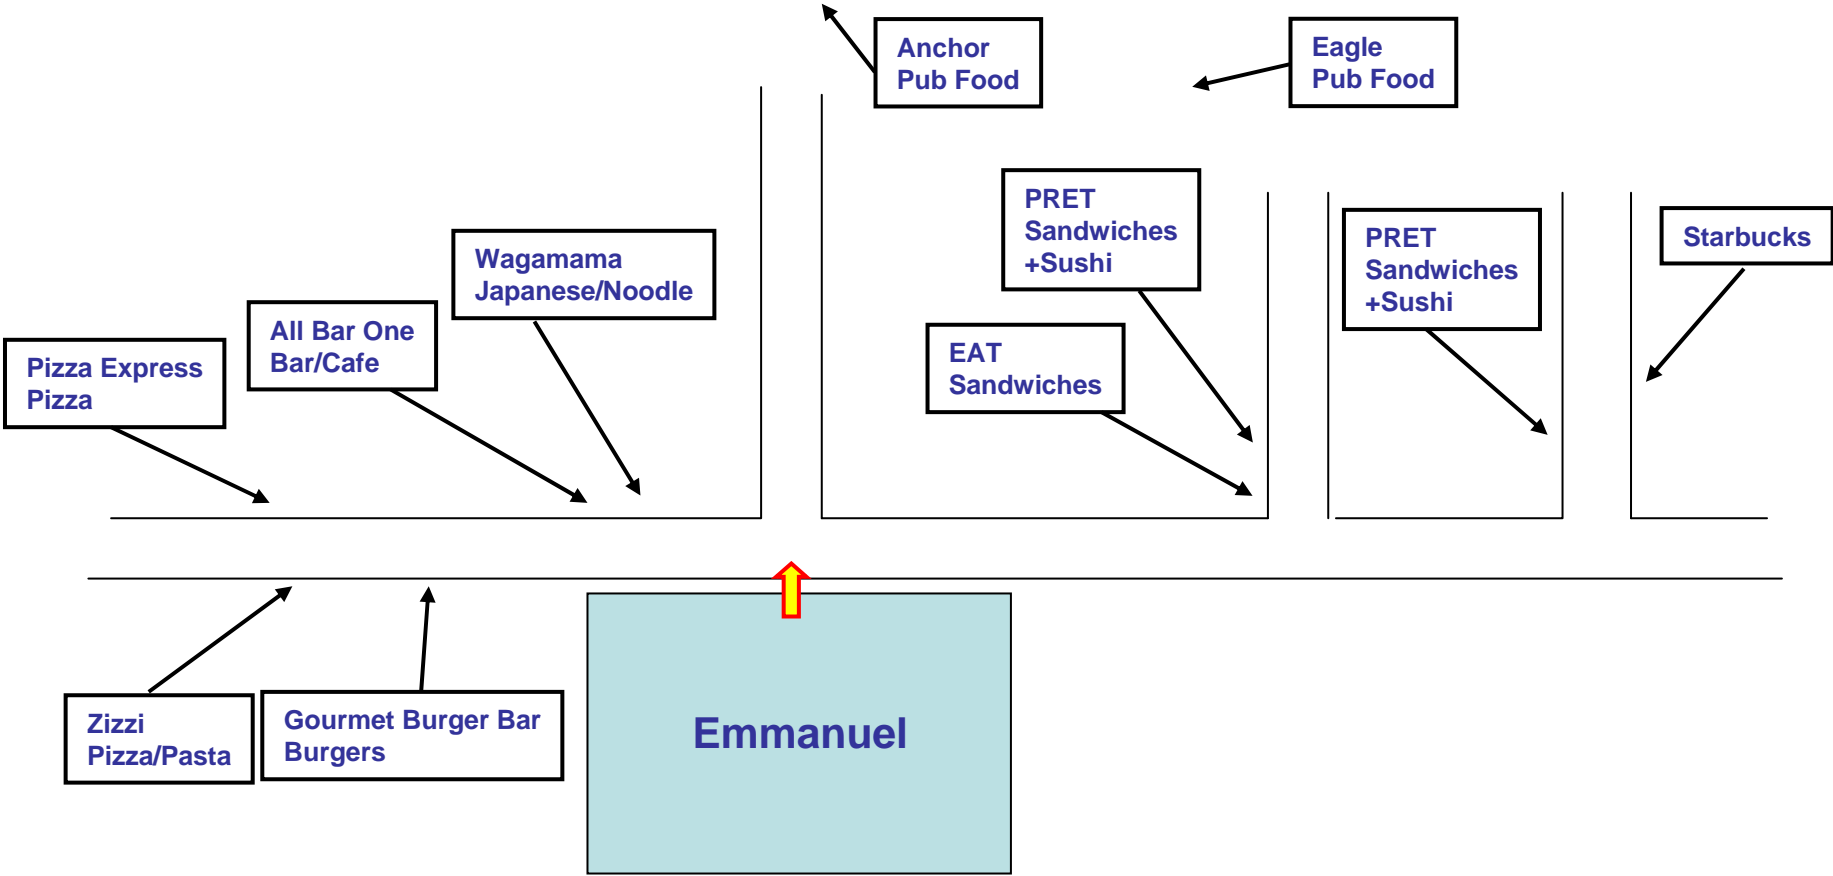 Anchor
Pub Food
Eagle
Pub Food
PRET
Sandwiches
+Sushi
PRET
Sandwiches
+Sushi
Starbucks
Wagamama
Japanese/Noodle
All Bar One
Bar/Cafe
EAT
Sandwiches
Pizza Express
Pizza
Zizzi
Pizza/Pasta
Gourmet Burger Bar
Burgers
Emmanuel